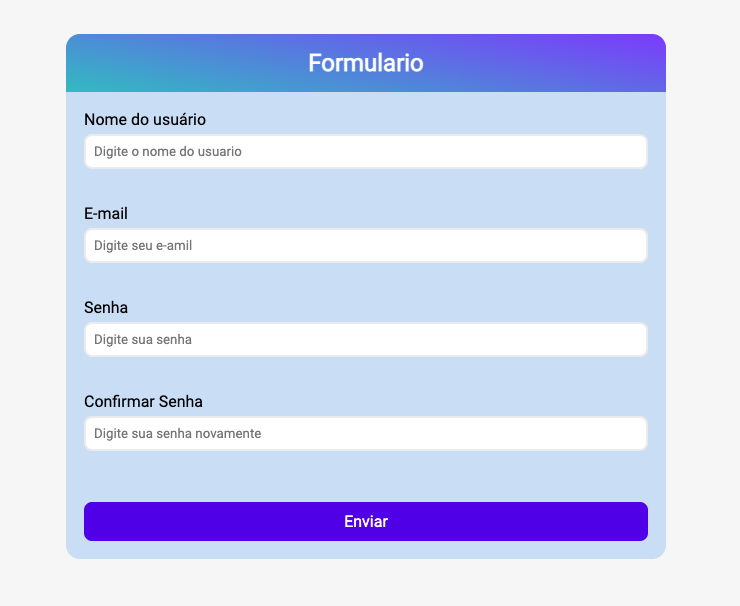 Formulario
Nome do usuário
Digite o nome do usuario
E-mail
Digite seu e-amil
Senha
Digite sua senha
Confirmar Senha
Digite sua senha novamente
Enviar